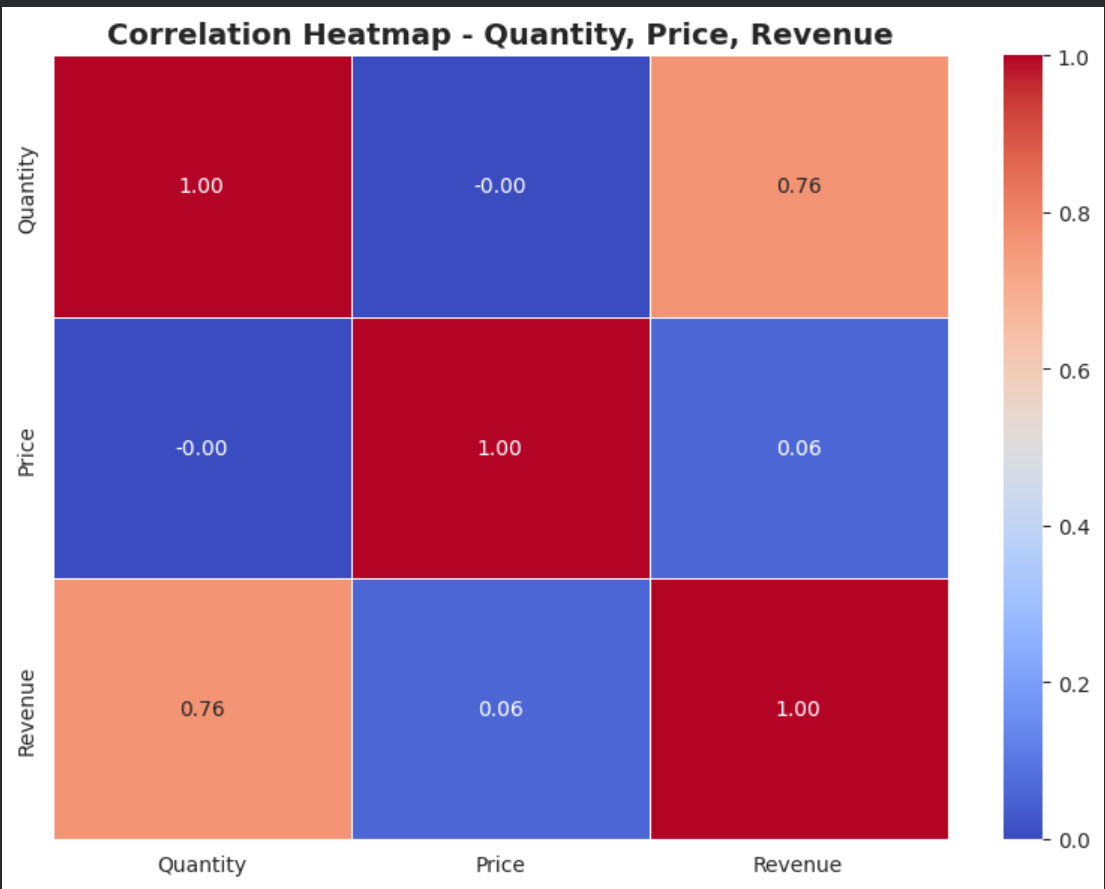 Correlation Heatmap - Quantity, Price, Revenue
1.0
Quantity
1.00
-0.00
0.76
0.8
0.6
Price
-0.00
1.00
0.06
0.4
0.2
Revenue
0.76
0.06
1.00
0.0
Quantity
Price
Revenue